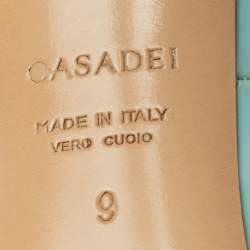 CASADEI
MADE IN ITALY
VERO CUOIO
9